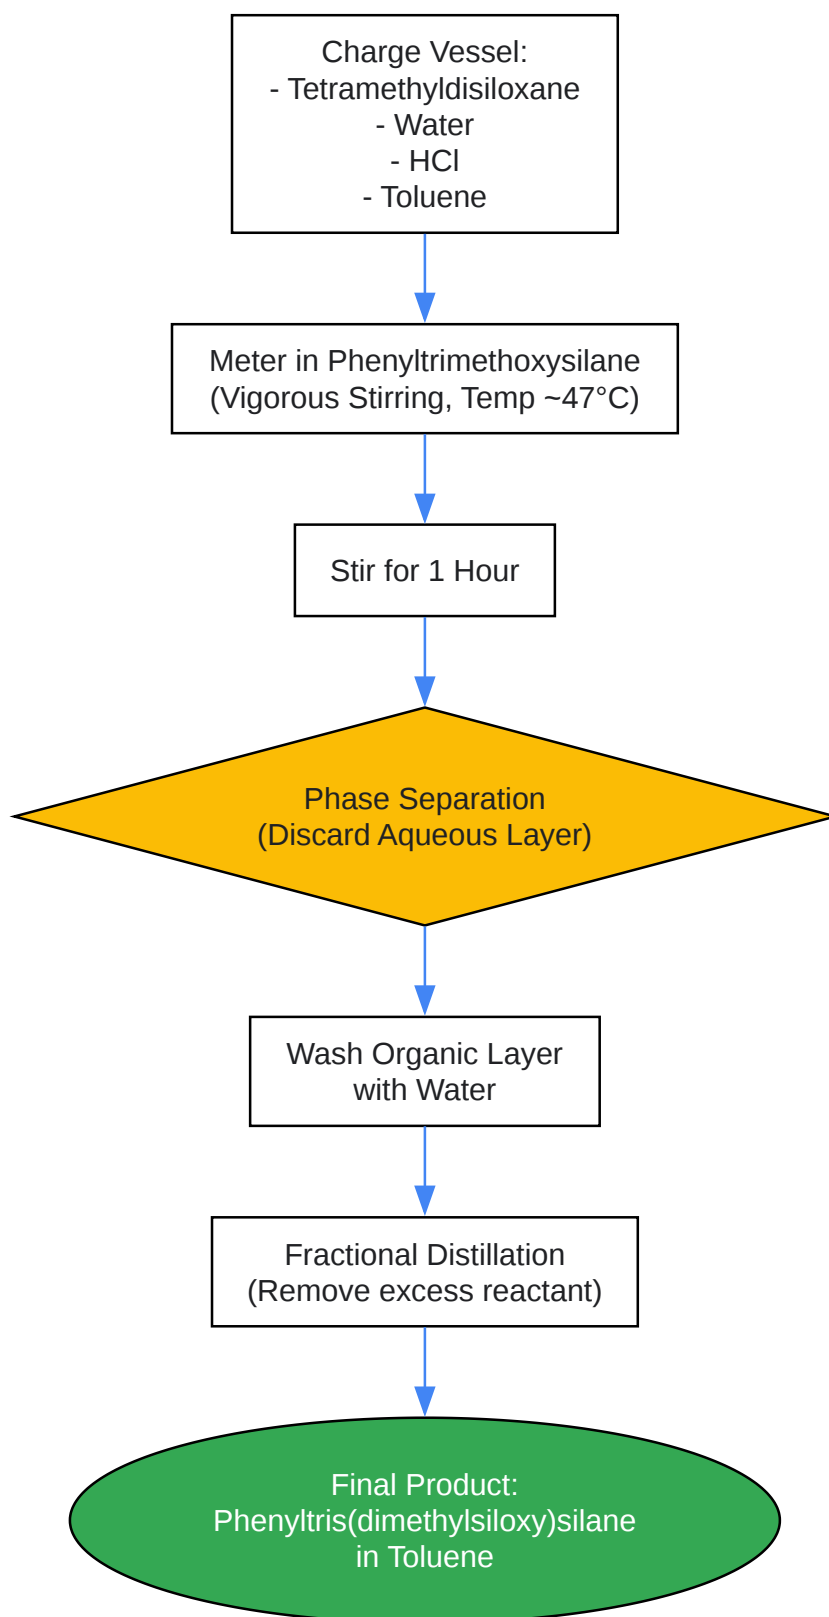 Charge Vessel:
- Tetramethyldisiloxane
- Water
- HCl
- Toluene
Meter in Phenyltrimethoxysilane
(Vigorous Stirring, Temp ~47°C)
Stir for 1 Hour
Phase Separation
(Discard Aqueous Layer)
Wash Organic Layer
with Water
Fractional Distillation
(Remove excess reactant)
Final Product:
Phenyltris(dimethylsiloxy)silane
in Toluene